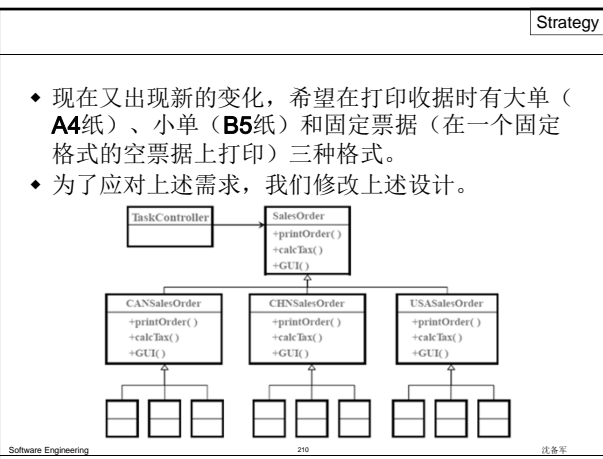 Strategy
现在又出现新的变化，希望在打印收据时有大单（
A4纸）、小单（B5纸）和固定票据（在一个固定
格式的空票据上打印）三种格式。
为了应对上述需求，我们修改上述设计。
TaskController
SalesOrder
+printOrder( )
+calcTax( )
+GUI( )
CANSalesOrder
+printOrder( )
+calcTax( )
+GUI( )
CHNSalesOrder
+printOrder( )
+calcTax( )
+GUI( )
USASalesOrder
+printOrder( )
+calcTax( )
+GUI( )
Software Engineering
210
沈备军